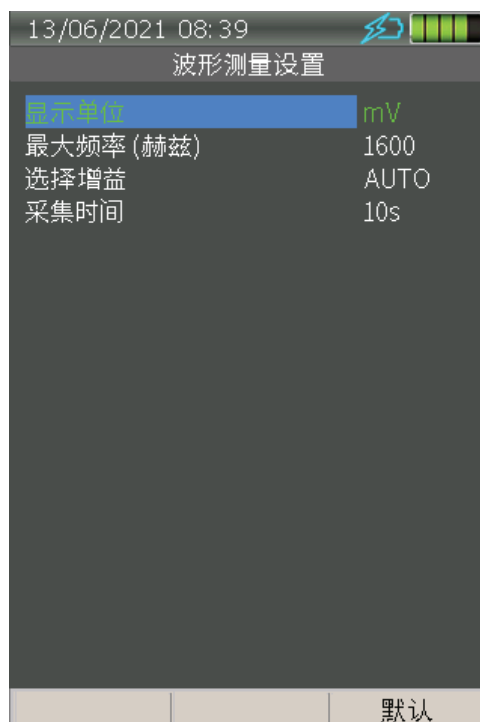 13/06/2021 08:39
波形测量设置
显示单位 mV
最大频率(赫兹) 1600
选择增益 AUTO
采集时间 10s
默认